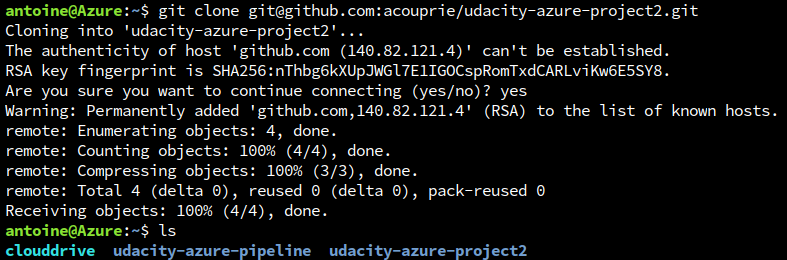 antoine@Azure:~$ git clone git@github.com:acouprie/udacity-azure-project2.git
Cloning into 'udacity-azure-project2'...
The authenticity of host 'github.com (140.82.121.4)' can't be established.
RSA key fingerprint is SHA256:nThbg6kXUpJWGl7E1IGOCspRomTxdCARLviKw6E5SY8.
Are you sure you want to continue connecting (yes/no)? yes
Warning: Permanently added 'github.com,140.82.121.4' (RSA) to the list of known hosts.
remote: Enumerating objects: 4, done.
remote: Counting objects: 100% (4/4), done.
remote: Compressing objects: 100% (3/3), done.
remote: Total 4 (delta 0), reused 0 (delta 0), pack-reused 0
Receiving objects: 100% (4/4), done.
antoine@Azure:~$ ls
clouddrive  udacity-azure-pipeline  udacity-azure-project2